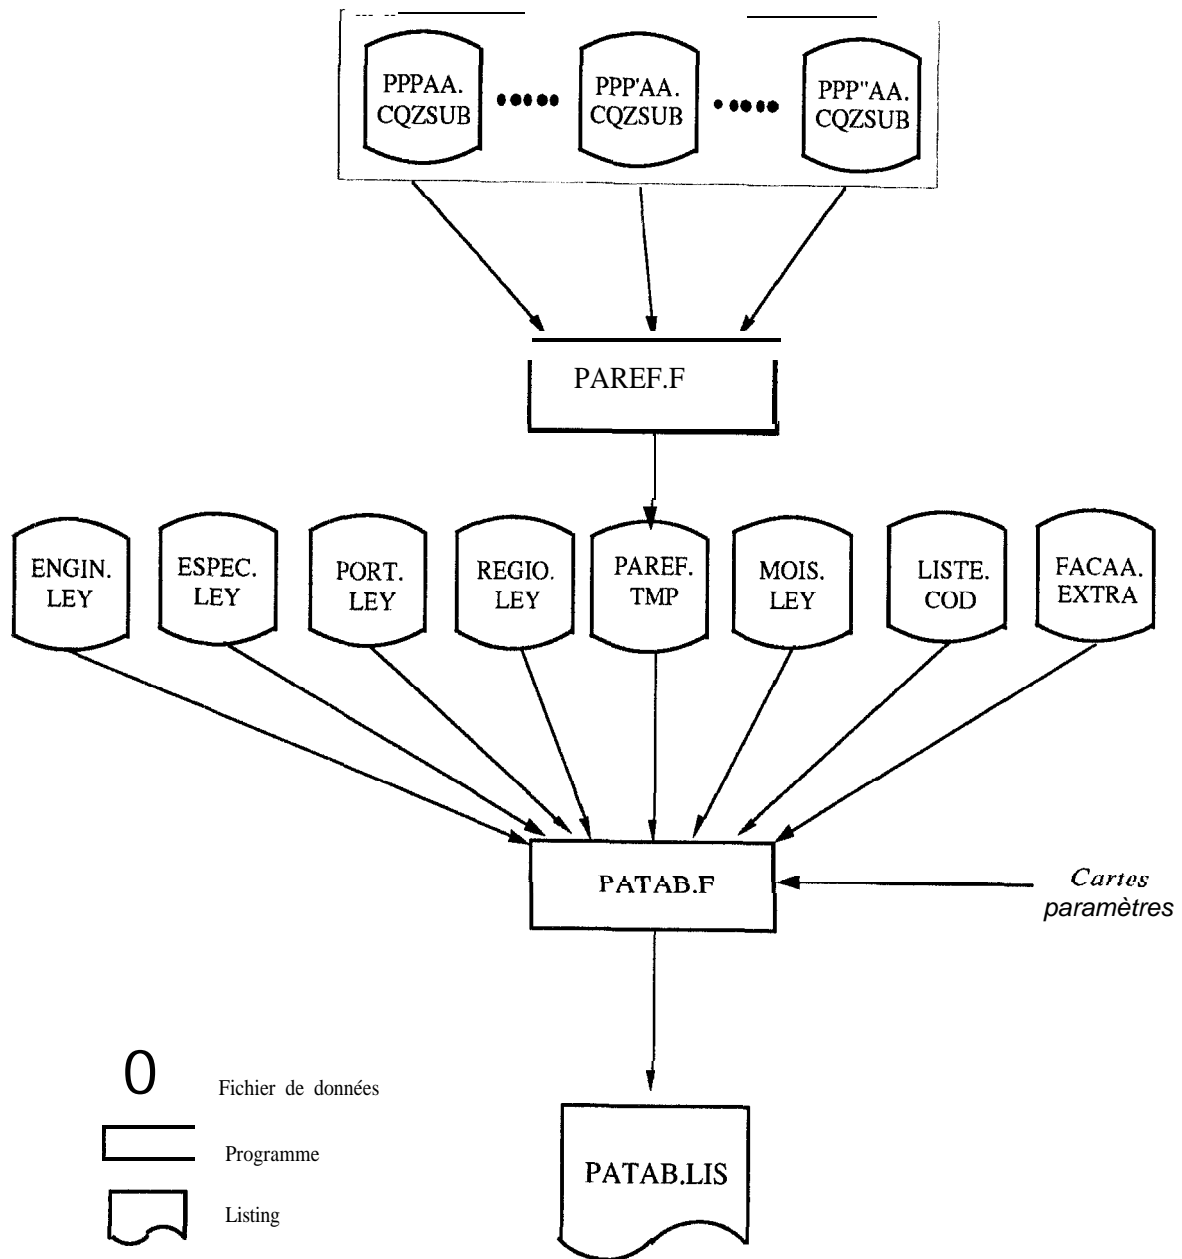 PPPAA.
CQZSUB
PPP'AA.
CQZSUB
PPP"AA.
CQZSUB
PAREF.F
ENGIN.
LEY
ESPEC.
LEY
PORT.
LEY
REGIO.
LEY
PAREF.
TMP
MOIS.
LEY
LISTE.
COD
FACAA.
EXTRA
PATAB.F
Cartes
paramètres
0 Fichier de données
Programme
Listing
PATAB.LIS